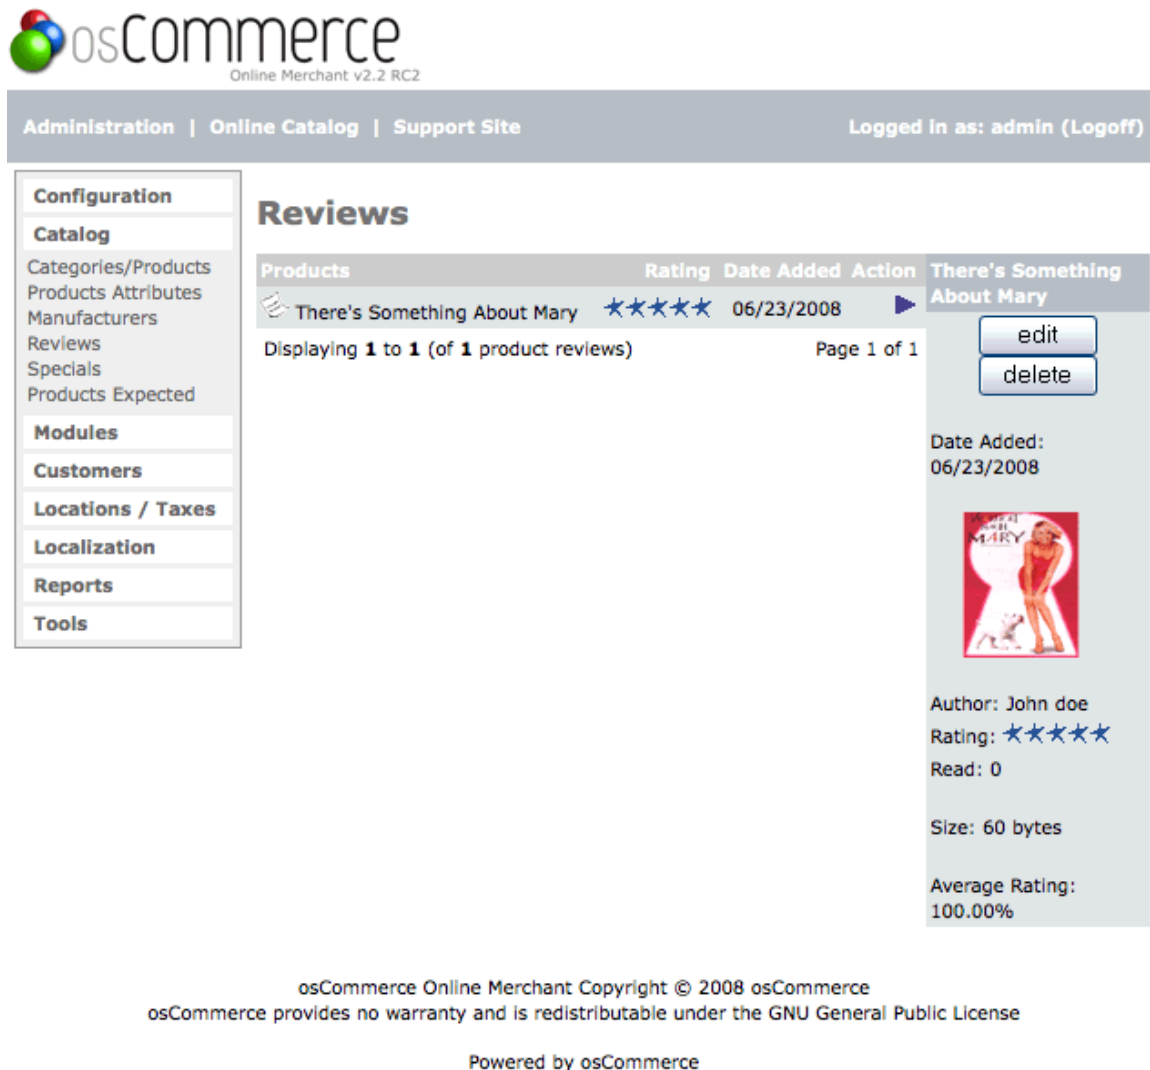 osCommerce
Online Merchant v2.2 RC2
Administration | Online Catalog | Support Site
Logged in as: admin (Logoff)
Configuration
Catalog
Categories/Products
Products Attributes
Manufacturers
Reviews
Specials
Products Expected
Modules
Customers
Locations / Taxes
Localization
Reports
Tools
Reviews
Products Rating Date Added Action
There's Something About Mary 06/23/2008
Displaying 1 to 1 (of 1 product reviews) Page 1 of 1
There's Something
About Mary
edit
delete
Date Added:
06/23/2008
MARY
Author: John doe
Rating:
Read: 0
Size: 60 bytes
Average Rating:
100.00%
osCommerce Online Merchant Copyright © 2008 osCommerce
osCommerce provides no warranty and is redistributable under the GNU General Public License
Powered by osCommerce